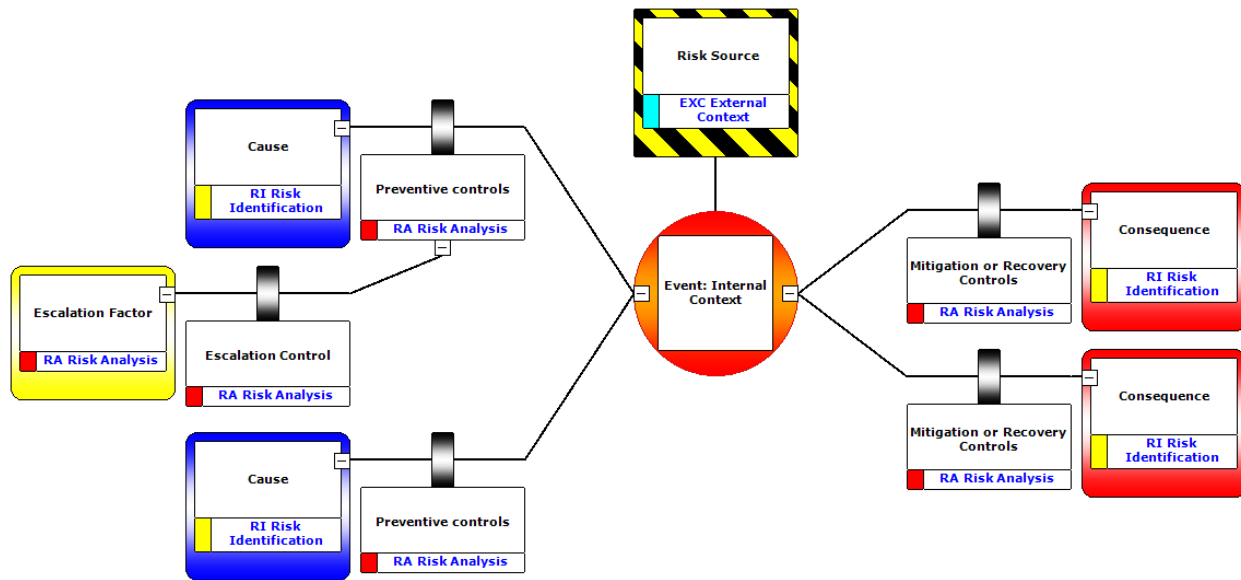 Risk Source
EXC External
Context
Cause
RI Risk
Identification
Preventive controls
RA Risk Analysis
Escalation Factor
RA Risk Analysis
Escalation Control
RA Risk Analysis
Cause
RI Risk
Identification
Preventive controls
RA Risk Analysis
Event: Internal
Context
Mitigation or Recovery
Controls
RA Risk Analysis
Consequence
RI Risk
Identification
Mitigation or Recovery
Controls
RA Risk Analysis
Consequence
RI Risk
Identification